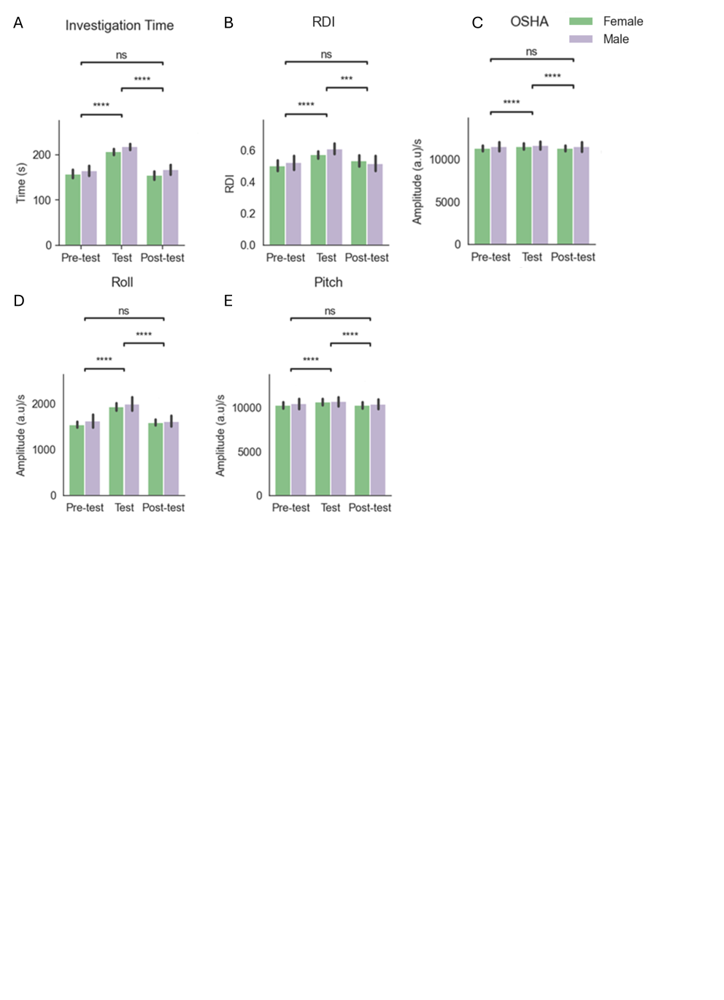 A
Investigation Time
ns
****
****
200
100
0
Time (s)
Pre-test Test Post-test
B
RDI
ns
***
****
0.6
0.4
0.2
0.0
RDI
Pre-test Test Post-test
C
OSHA
Female
Male
ns
****
****
10000
5000
0
Amplitude (a.u)/s
Pre-test Test Post-test
D
Roll
ns
****
****
2000
1000
0
Amplitude (a.u)/s
Pre-test Test Post-test
E
Pitch
ns
****
****
10000
5000
0
Amplitude (a.u)/s
Pre-test Test Post-test